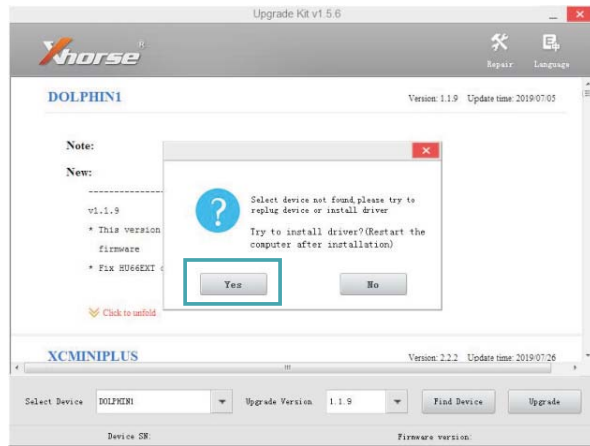 Upgrade Kit v1.5.6
Xhorse®
Repair
Language
DOLPHIN1
Version: 1.1.9 Update time: 2019/07/05
Note:
New:
v1.1.9
* This version
firmware
* Fix HU66EXT
Click to unfold
Select device not found,please try to
replug device or install driver
Try to install driver?(Restart the
computer after installation)
Yes
No
XCMINIPLUS
Version: 2.2.2 Update time: 2019/07/26
Select Device DOLPHIN1 Upgrade Version 1.1.9 Find Device Upgrade
Device SN: Firmware version: